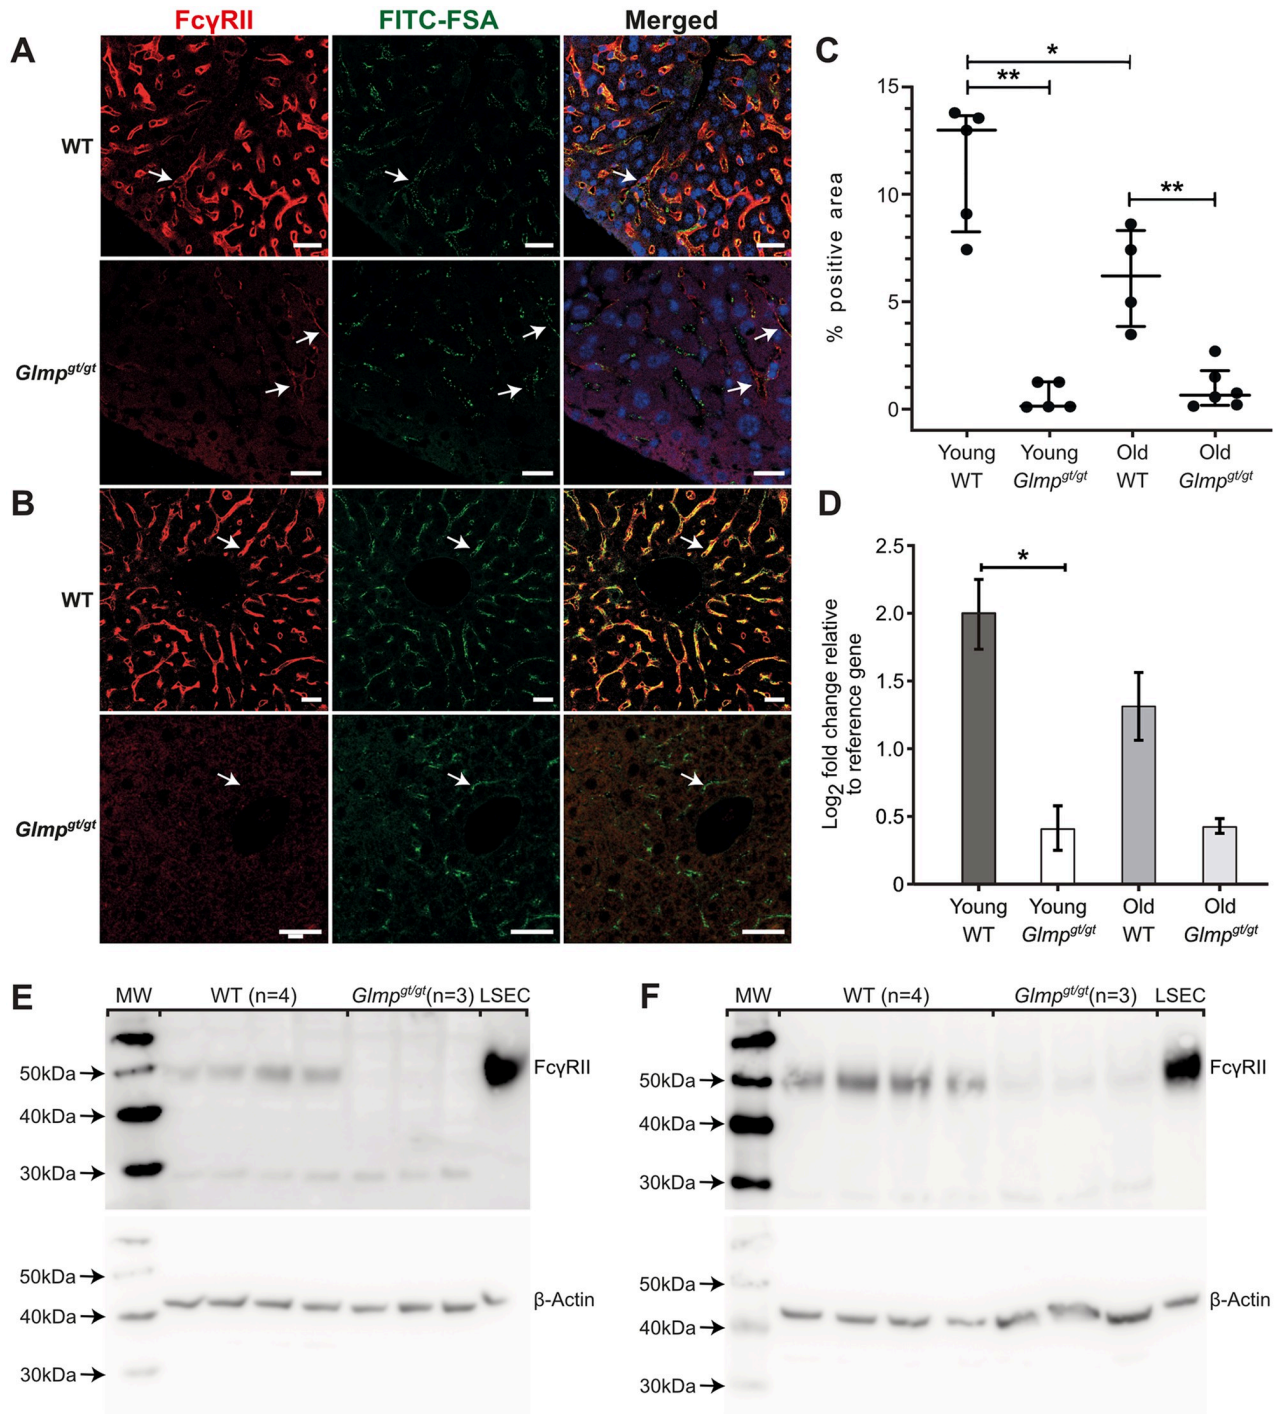 FcγRII FITC-FSA Merged
A
WT
Glmp^gt/gt
B
WT
Glmp^gt/gt
C
*
**
**
15
10
5
0
% positive area
Young WT
Young Glmp^gt/gt
Old WT
Old Glmp^gt/gt
D
*
2.5
2.0
1.5
1.0
0.5
0
Log2 fold change relative
to reference gene
Young WT
Young Glmp^gt/gt
Old WT
Old Glmp^gt/gt
E
MW WT (n=4) Glmp^gt/gt(n=3) LSEC
FcγRII
50kDa
40kDa
30kDa
50kDa
β-Actin
40kDa
30kDa
F
MW WT (n=4) Glmp^gt/gt(n=3) LSEC
FcγRII
50kDa
40kDa
30kDa
50kDa
β-Actin
40kDa
30kDa